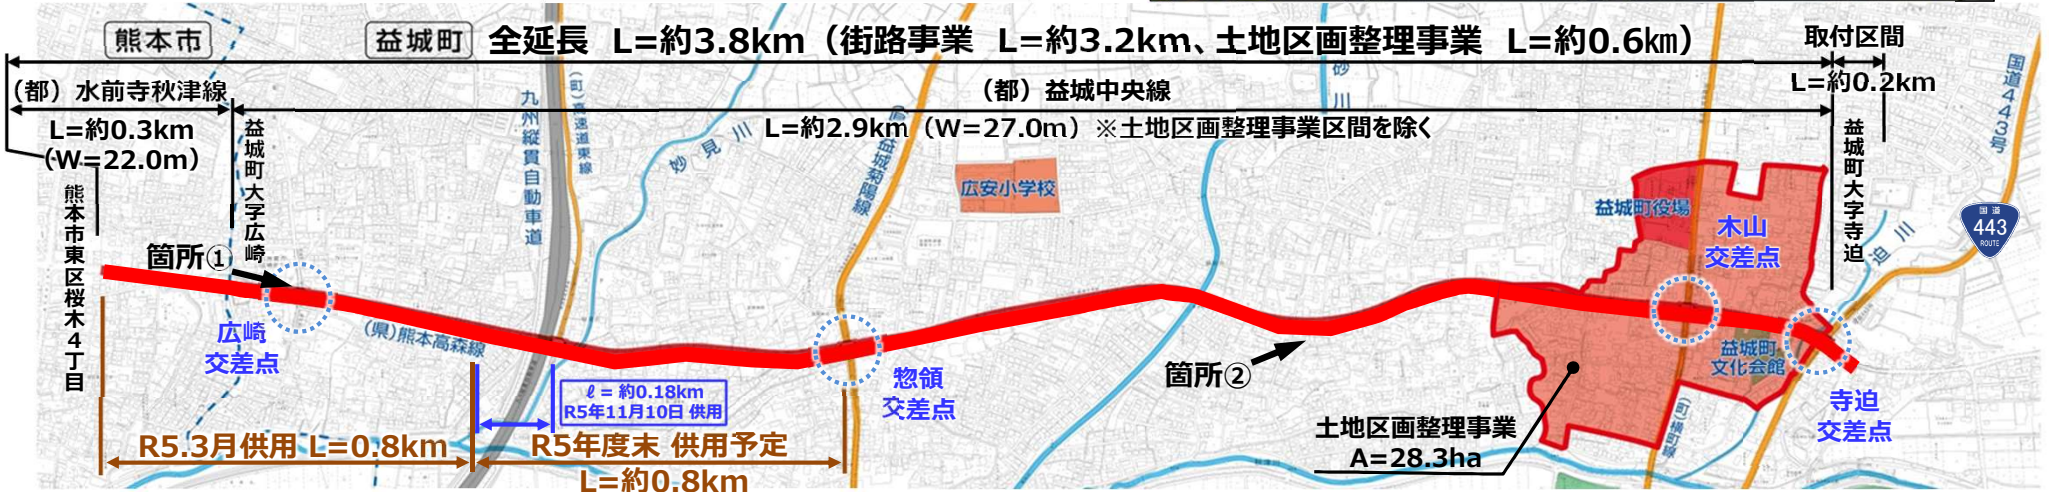 熊本市
益城町
全延長 L=約3.8km（街路事業 L=約3.2km、土地区画整理事業 L=約0.6㎞）
取付区間
L=約0.2km
（都）水前寺秋津線
L=約0.3km
（W=22.0m）
（都）益城中央線
L=約2.9km（W=27.0m）※土地区画整理事業区間を除く
熊本市東区桜木4丁目
益城町大字広崎
九州縦貫自動車道
妙見川
益城菊陽線
広安小学校
砂川
益城町役場
木山
交差点
益城町大字寺迫
国道443号
国道
443
ROUTE
迫川
箇所①
広崎
交差点
（県）熊本高森線
ℓ = 約0.18km
R5年11月10日 供用
惣領
交差点
箇所②
益城町
文化会館
寺迫
交差点
（町）横町線
土地区画整理事業
A=28.3ha
R5.3月供用 L=0.8km
R5年度末 供用予定
L=約0.8km